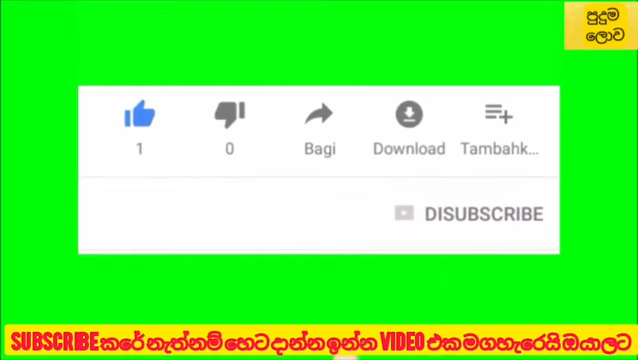 පුදුම
ලොව
1
0
Bagi
Download
Tambahk...
DISUBSCRIBE
SUBSCRIBE කරේ නැත්නම් හෙට දාන්න ඉන්න VIDEO එක මගහැරෙයි ඔයාලට